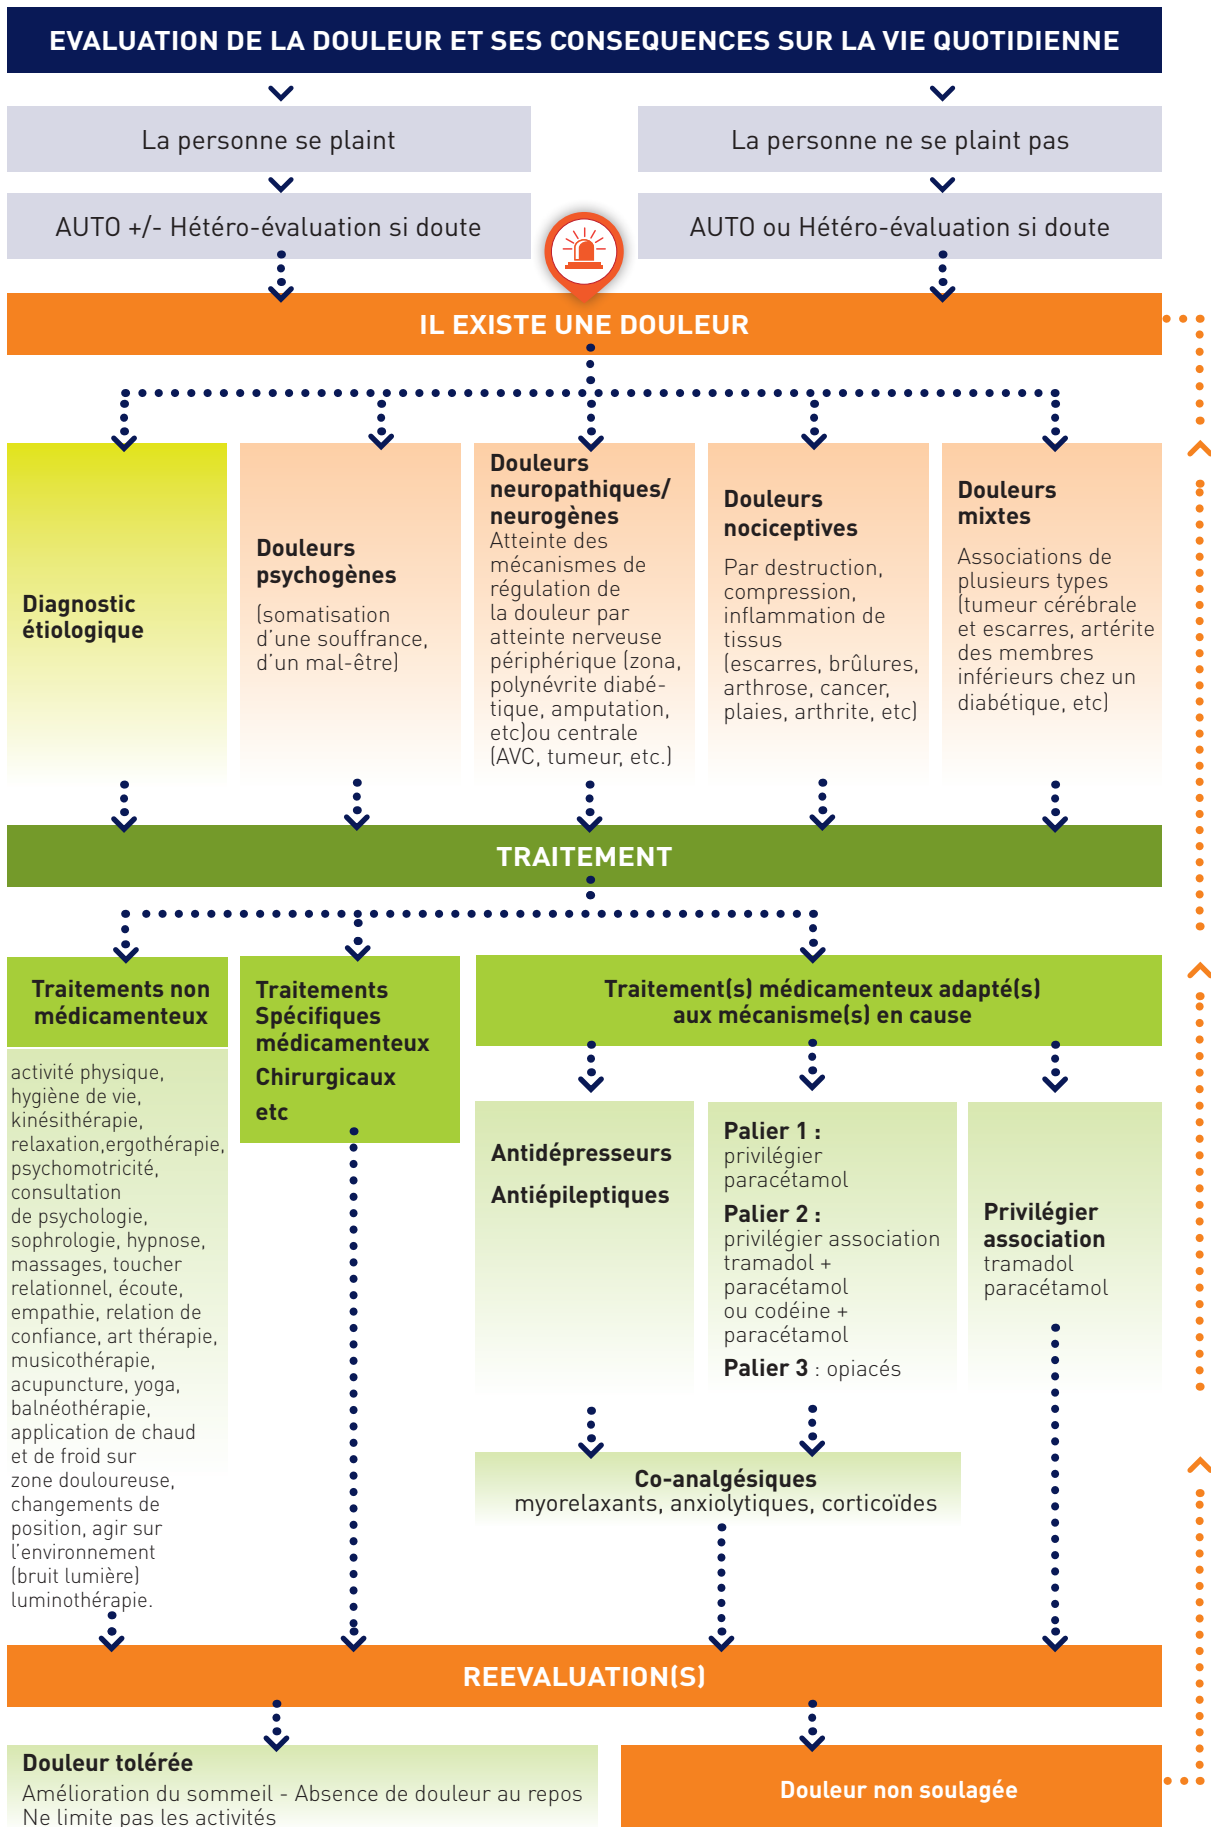 EVALUATION DE LA DOULEUR ET SES CONSEQUENCES SUR LA VIE QUOTIDIENNE
La personne se plaint
La personne ne se plaint pas
AUTO +/- Hétéro-évaluation si doute
AUTO ou Hétéro-évaluation si doute
IL EXISTE UNE DOULEUR
Diagnostic
étiologique
Douleurs
psychogènes
(somatisation
d'une souffrance,
d'un mal-être)
Douleurs
neuropathiques/
neurogènes
Atteinte des
mécanismes de
régulation de
la douleur par
atteinte nerveuse
périphérique (zona,
polynévrite diabé-
tique, amputation,
etc)ou centrale
(AVC, tumeur, etc.)
Douleurs
nociceptives
Par destruction,
compression,
inflammation de
tissus
(escarres, brûlures,
arthrose, cancer,
plaies, arthrite, etc)
Douleurs
mixtes
Associations de
plusieurs types
(tumeur cérébrale
et escarres, artérite
des membres
inférieurs chez un
diabétique, etc)
TRAITEMENT
Traitements non
médicamenteux
activité physique,
hygiène de vie,
kinésithérapie,
relaxation,ergothérapie,
psychomotricité,
consultation
de psychologie,
sophrologie, hypnose,
massages, toucher
relationnel, écoute,
empathie, relation de
confiance, art thérapie,
musicothérapie,
acupuncture, yoga,
balnéothérapie,
application de chaud
et de froid sur
zone douloureuse,
changements de
position, agir sur
l'environnement
(bruit lumière)
luminothérapie.
Traitements
Spécifiques
médicamenteux
Chirurgicaux
etc
Traitement(s) médicamenteux adapté(s)
aux mécanisme(s) en cause
Antidépresseurs
Antiépileptiques
Palier 1 :
privilégier
paracétamol
Palier 2 :
privilégier association
tramadol +
paracétamol
ou codéine +
paracétamol
Palier 3 : opiacés
Privilégier
association
tramadol
paracétamol
Co-analgésiques
myorelaxants, anxiolytiques, corticoïdes
REEVALUATION(S)
Douleur tolérée
Amélioration du sommeil - Absence de douleur au repos
Ne limite pas les activités
Douleur non soulagée